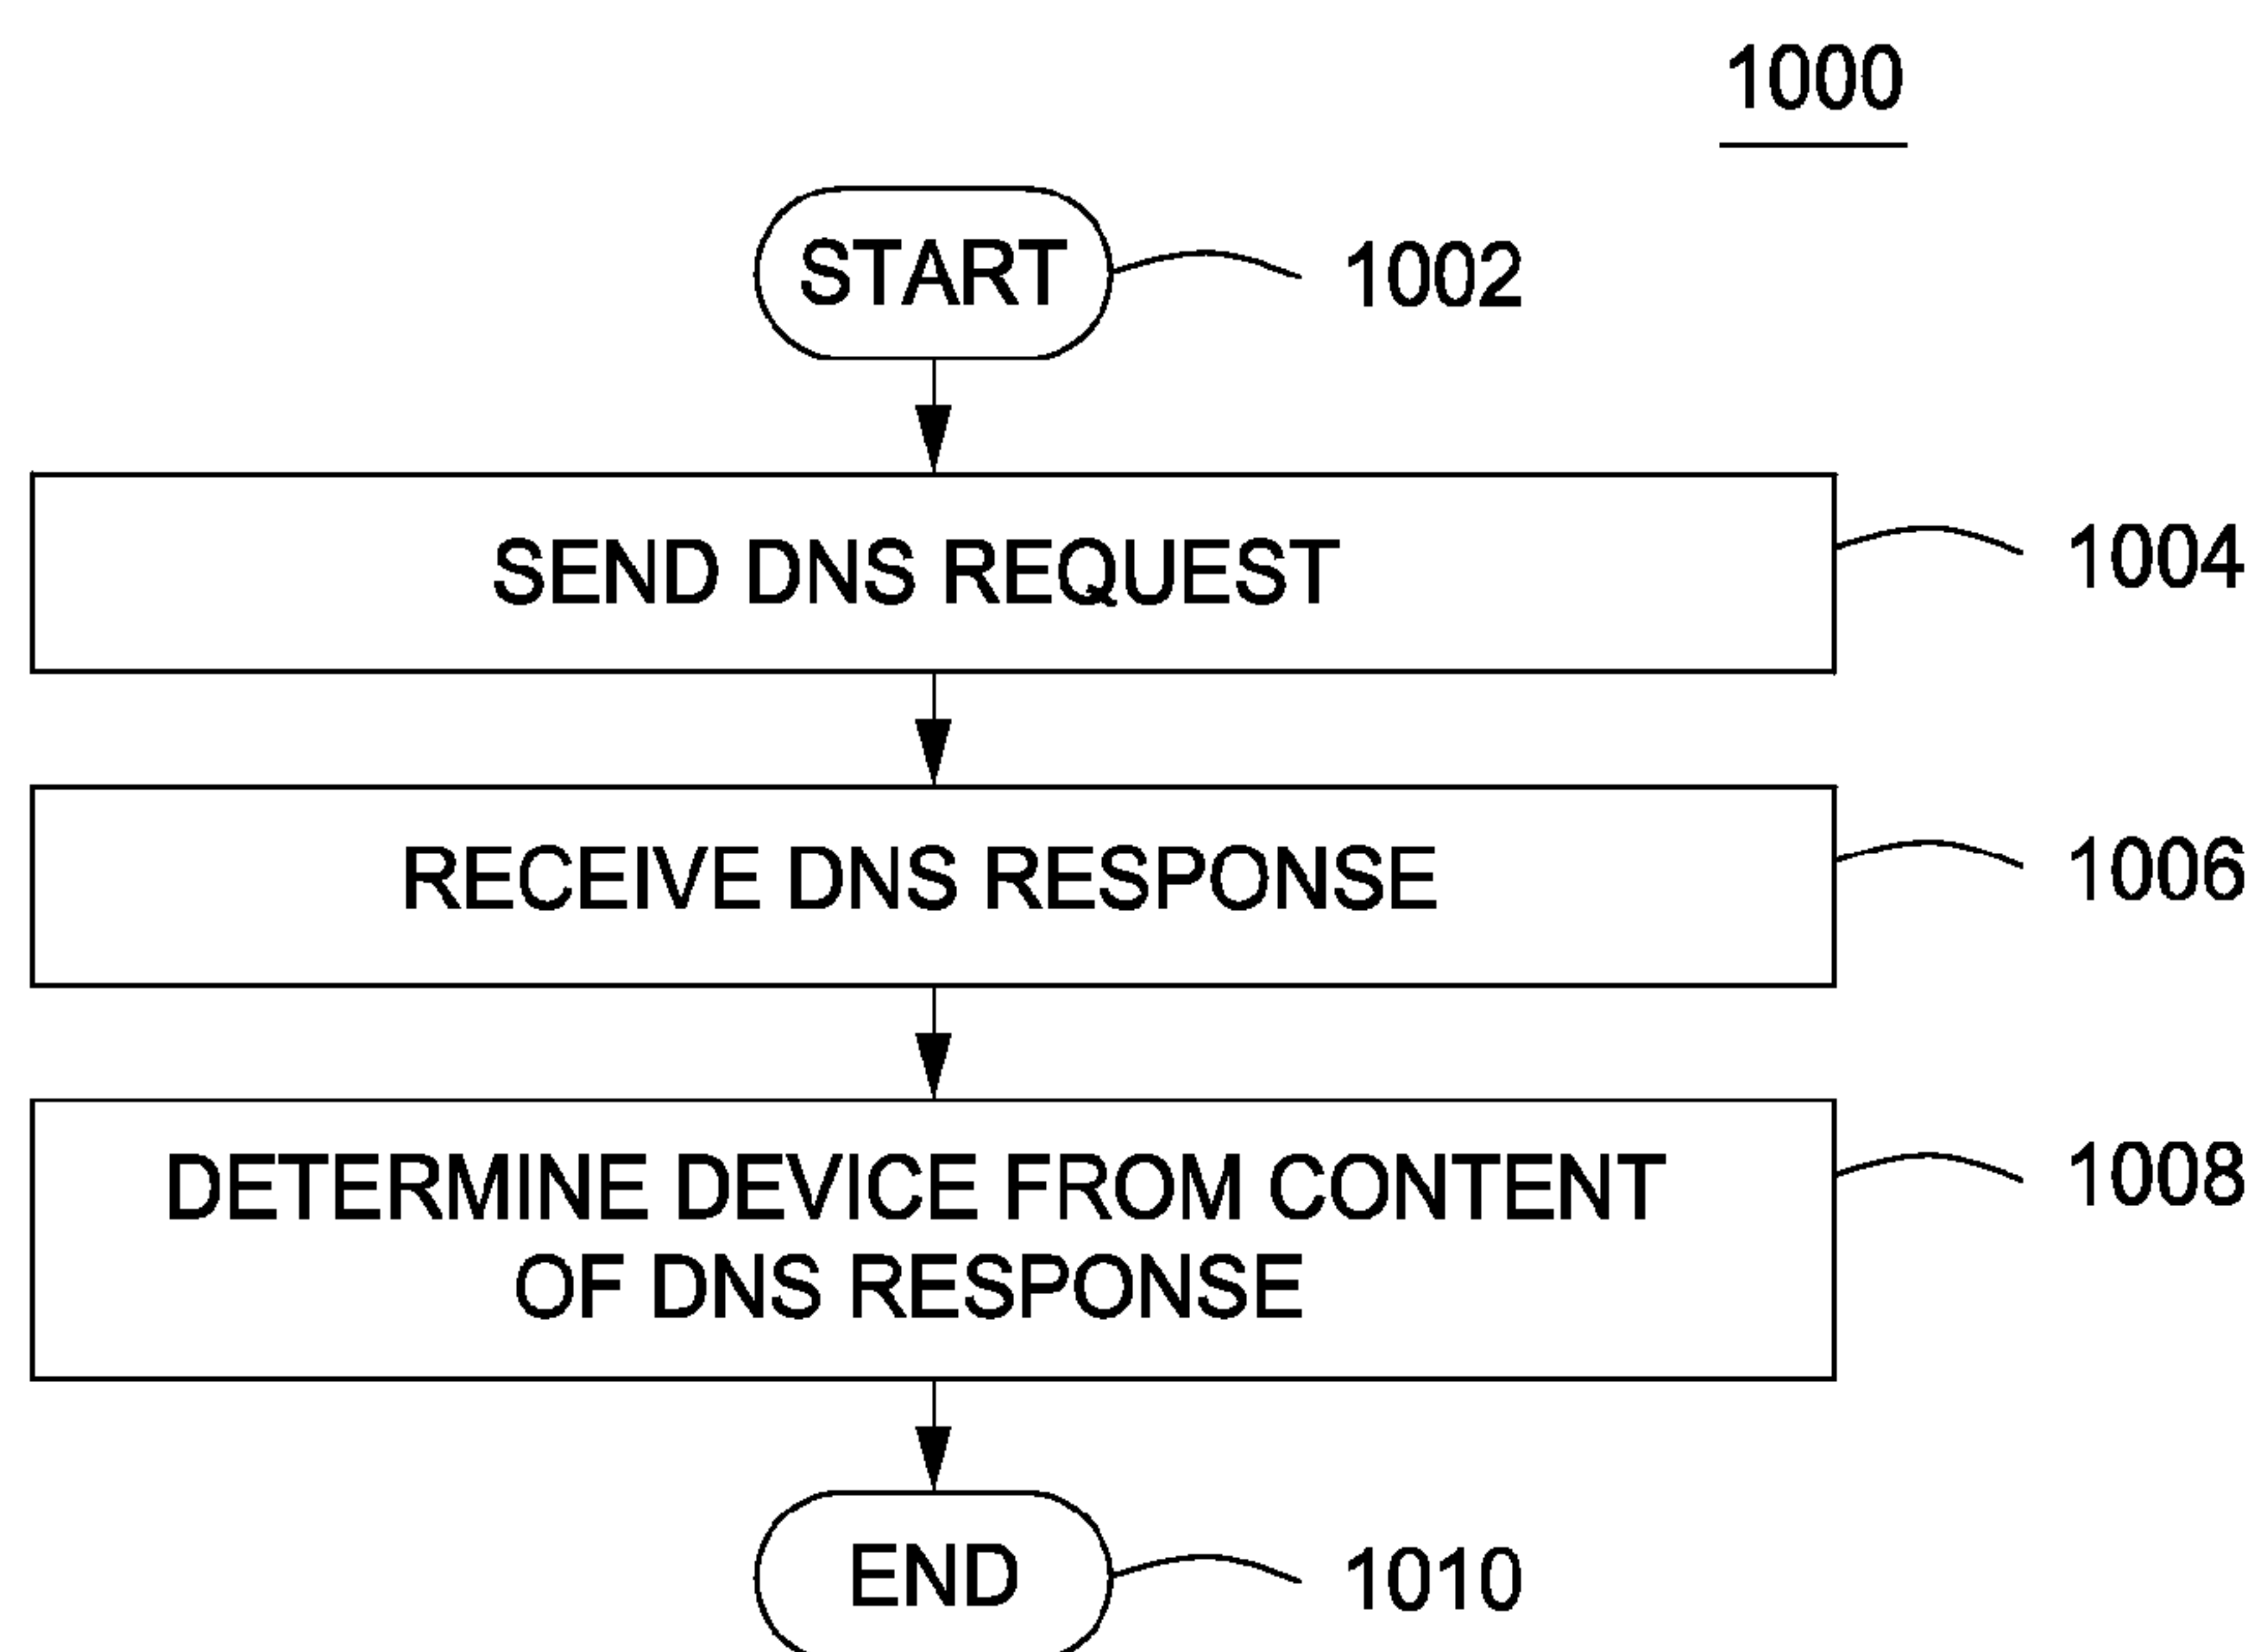 1000
START
1002
SEND DNS REQUEST
1004
RECEIVE DNS RESPONSE
1006
DETERMINE DEVICE FROM CONTENT
OF DNS RESPONSE
1008
END
1010